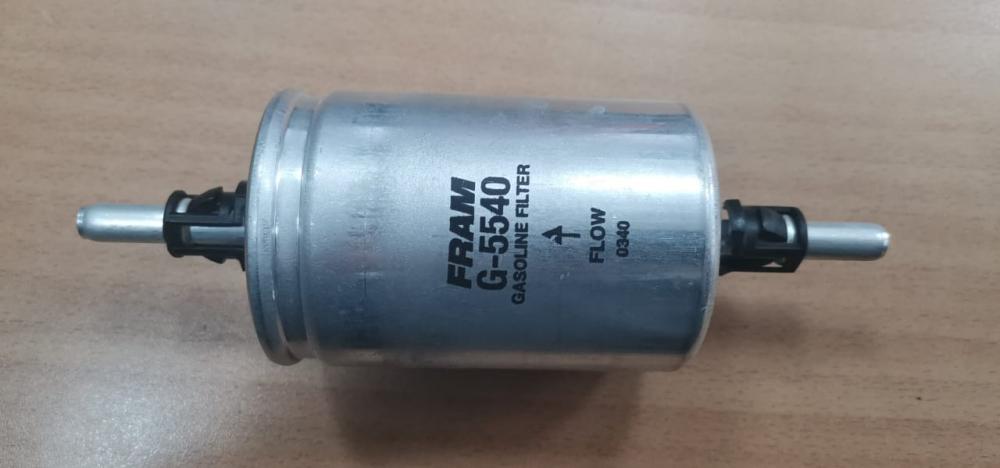 FRAM
G-5540
GASOLINE FILTER
FLOW
0340